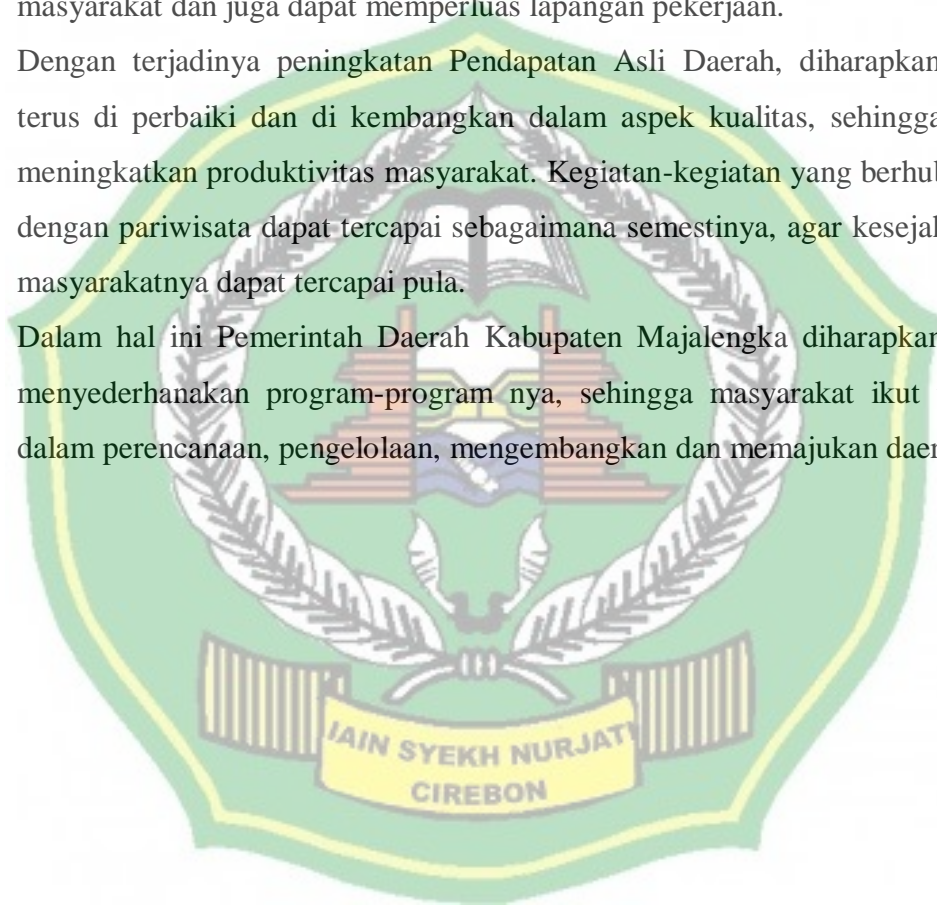 masyarakat dan juga dapat memperluas lapangan pekerjaan.
Dengan terjadinya peningkatan Pendapatan Asli Daerah, diharapkan
terus di perbaiki dan di kembangkan dalam aspek kualitas, sehingga
meningkatkan produktivitas masyarakat. Kegiatan-kegiatan yang berhub
dengan pariwisata dapat tercapai sebagaimana semestinya, agar kesejal
masyarakatnya dapat tercapai pula.
Dalam hal ini Pemerintah Daerah Kabupaten Majalengka diharapkan
menyederhanakan program-program nya, sehingga masyarakat ikut
dalam perencanaan, pengelolaan, mengembangkan dan memajukan daer
IAIN SYEKH NURJATI
CIREBON